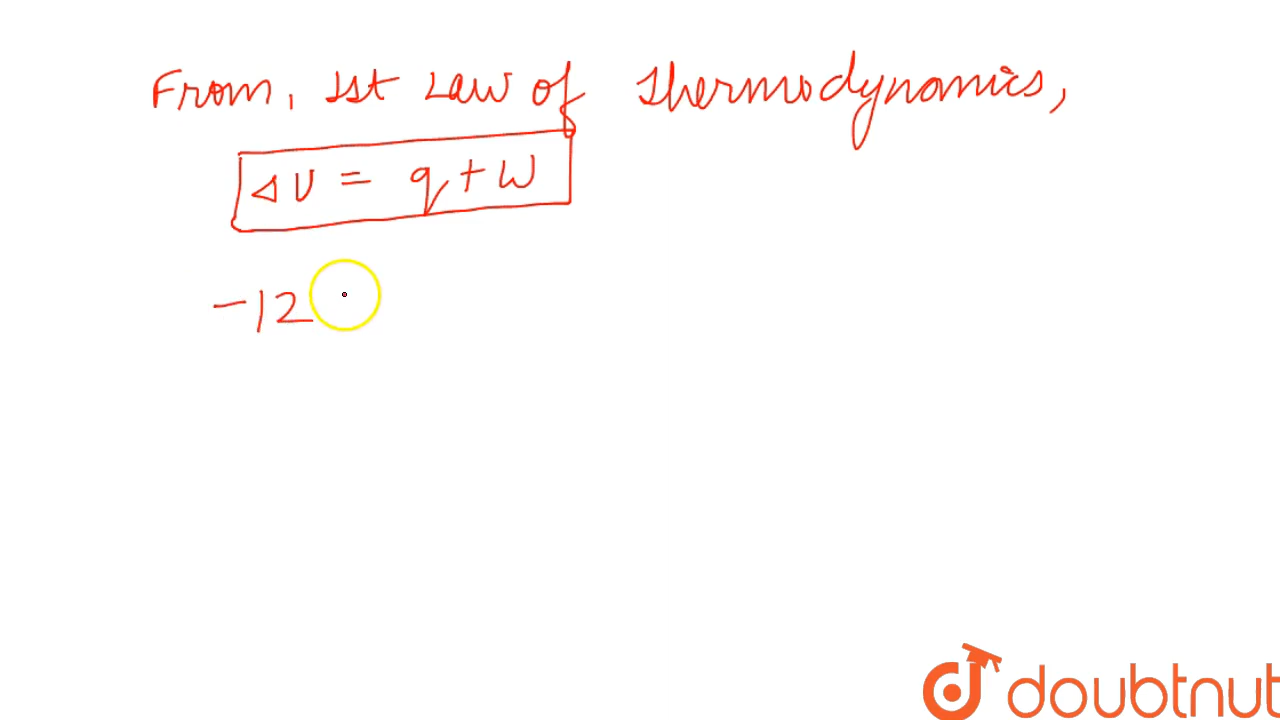 From, 1st Law of thermodynamics,
ΔU = q + W
-12
doubtnut